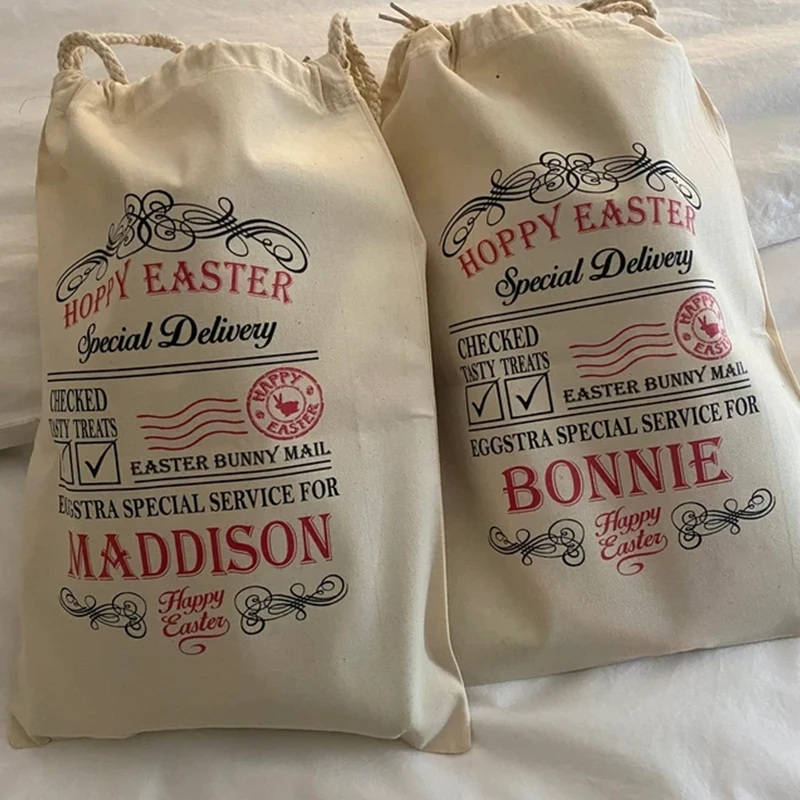 HOPPY EASTER
Special Delivery
CHECKED
TASTY TREATS
HAPPY
EASTER
EASTER BUNNY MAIL
EGGSTRA SPECIAL SERVICE FOR
MADDISON
Happy
Easter
HOPPY EASTER
Special Delivery
CHECKED
TASTY TREATS
HAPPY
EASTER
EASTER BUNNY MAIL
EGGSTRA SPECIAL SERVICE FOR
BONNIE
Happy
Easter